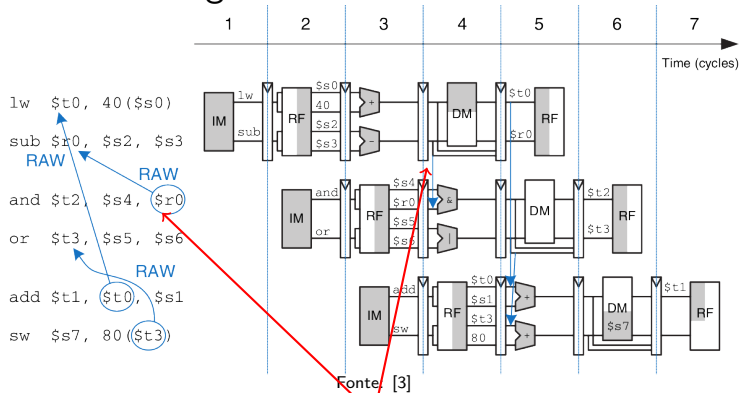 1 2 3 4 5 6 7
Time (cycles)
lw $t0, 40($s0)
sub $r0, $s2, $s3
RAW
RAW
and $t2, $s4, $r0
or $t3, $s5, $s6
RAW
add $t1, $t0, $s1
sw $s7, 80($t3)
IM lw RF $s0 + DM $t0 RF
40
sub $s2 - $r0
$s3
IM and RF $s4 & DM $t2 RF
$r0
or $s5 | $t3
IM add RF $t0 + DM $t1 RF
$s1
sw $t3 + $s7
80
Fonte: [3]